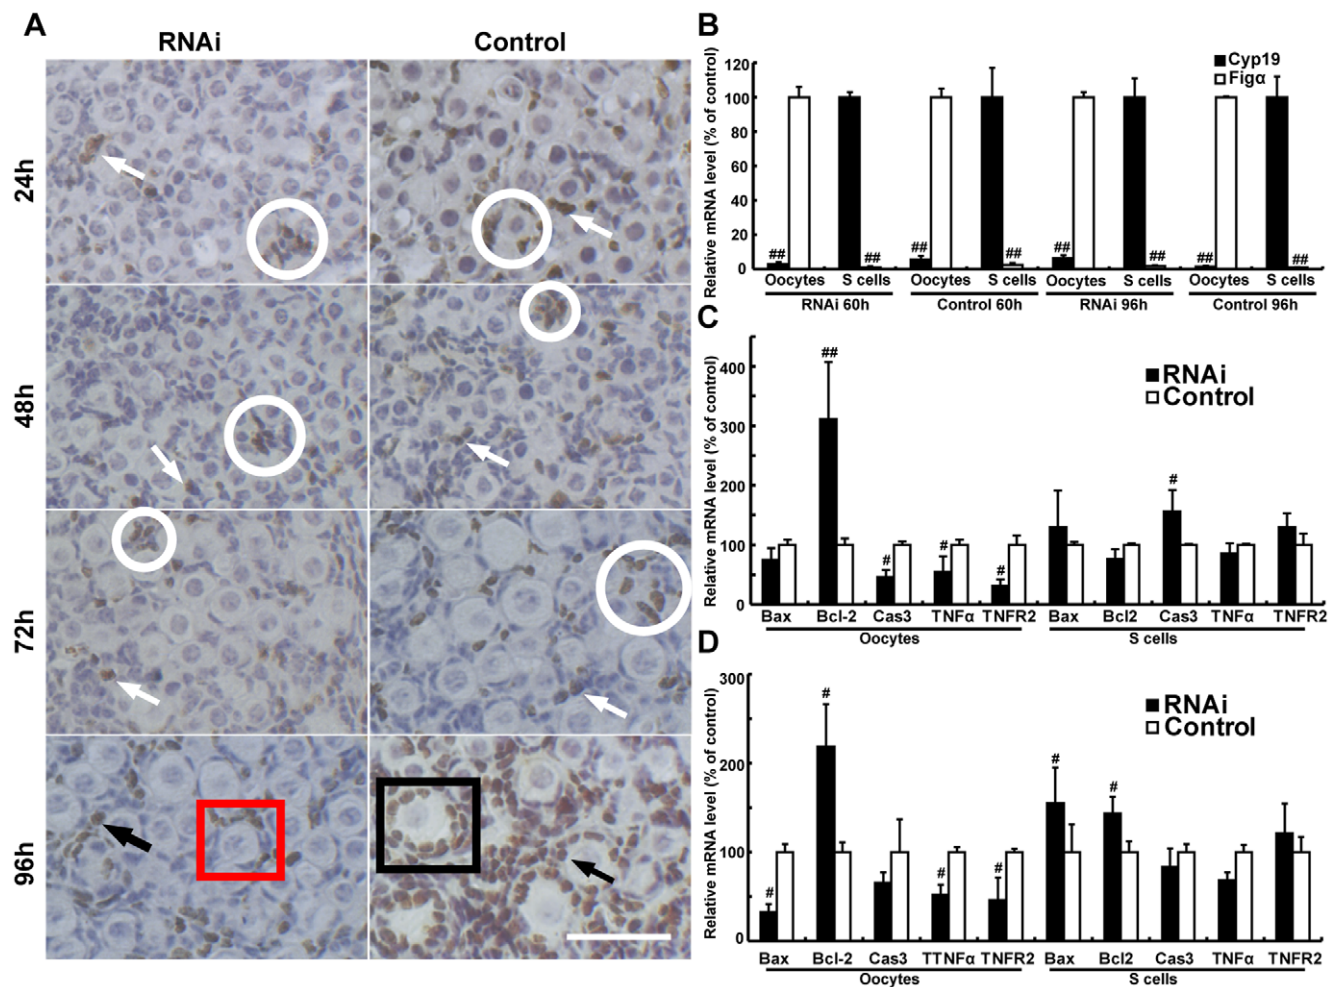 A
RNAi
Control
24h
48h
72h
96h
B
Relative mRNA level (% of control)
120
100
80
60
40
20
0
Cyp19
Figα
## ## ## ## ## ## ## ##
Oocytes S cells Oocytes S cells Oocytes S cells Oocytes S cells
RNAi 60h Control 60h RNAi 96h Control 96h
C
Relative mRNA level (% of control)
400
300
200
100
0
RNAi
Control
## # # # #
Bax Bcl-2 Cas3 TNFα TNFR2 Bax Bcl2 Cas3 TNFα TNFR2
Oocytes S cells
D
Relative mRNA level (% of control)
300
200
100
0
RNAi
Control
# # # # # #
Bax Bcl-2 Cas3 TTNFα TNFR2 Bax Bcl2 Cas3 TNFα TNFR2
Oocytes S cells